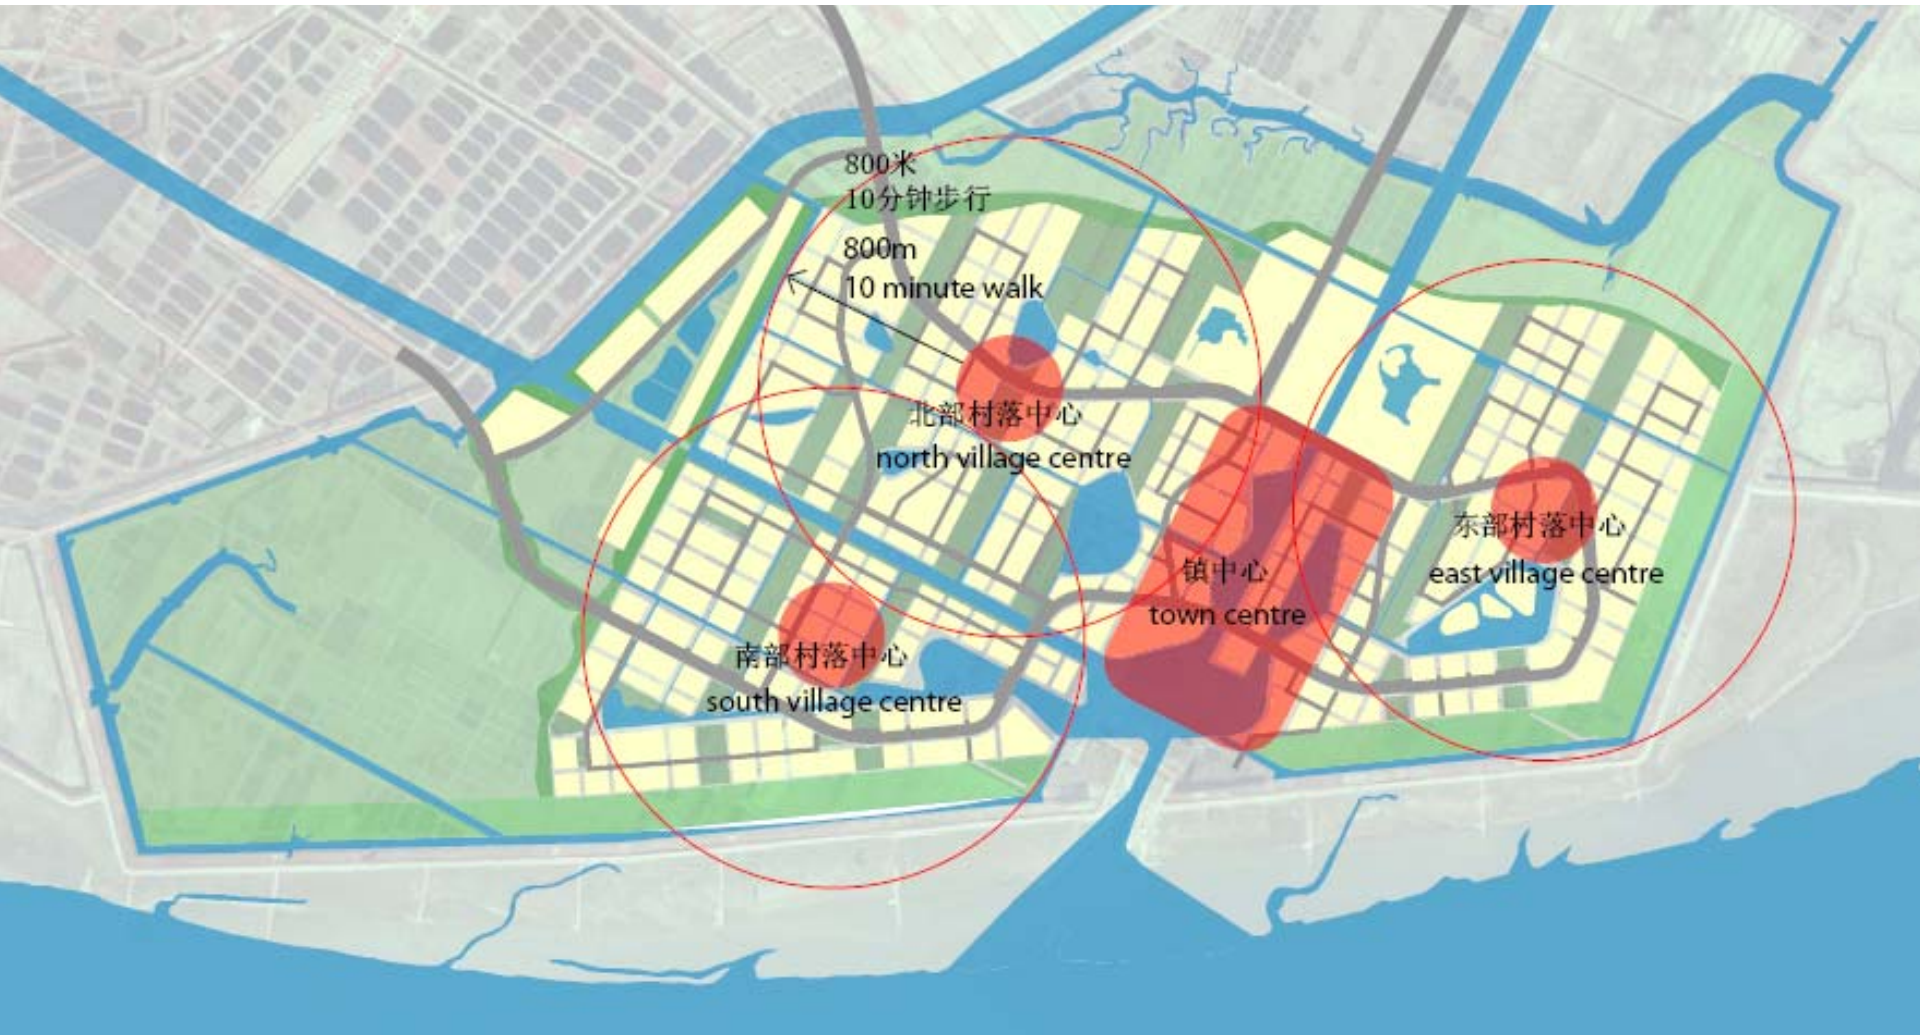 800米
10分钟步行
800m
10 minute walk
北部村落中心
north village centre
镇中心
town centre
东部村落中心
east village centre
南部村落中心
south village centre